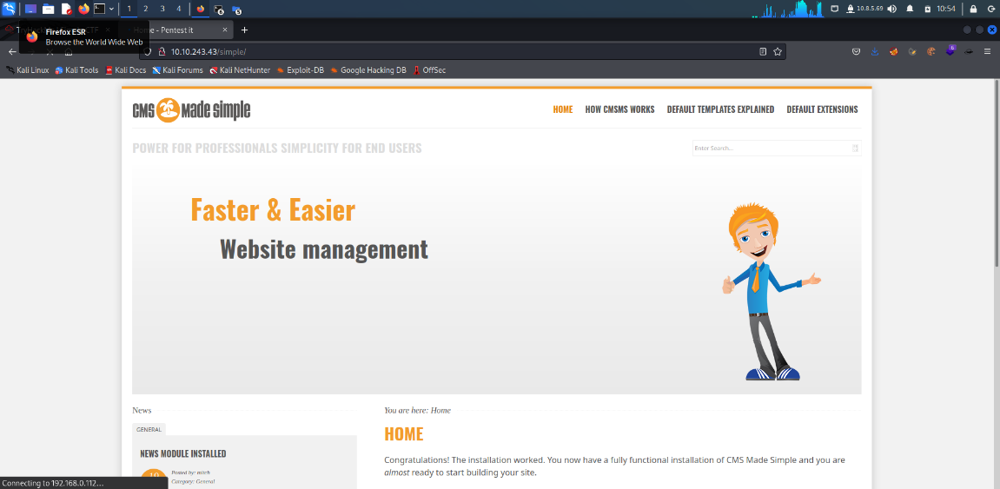 1 2 3 4 6 5 10.8.5.69 10:54
Firefox ESR
Browse the World Wide Web
Home - Pentest it
10.10.243.43/simple/
6
Kali Linux Kali Tools Kali Docs Kali Forums Kali NetHunter Exploit-DB Google Hacking DB OffSec
CMS Made simple
HOME HOW CMSMS WORKS DEFAULT TEMPLATES EXPLAINED DEFAULT EXTENSIONS
POWER FOR PROFESSIONALS SIMPLICITY FOR END USERS
Enter Search...
Faster & Easier
Website management
News
You are here: Home
GENERAL
HOME
NEWS MODULE INSTALLED
Congratulations! The installation worked. You now have a fully functional installation of CMS Made Simple and you are
almost ready to start building your site.
Posted by: mitch
Category: General
Connecting to 192.168.0.112...